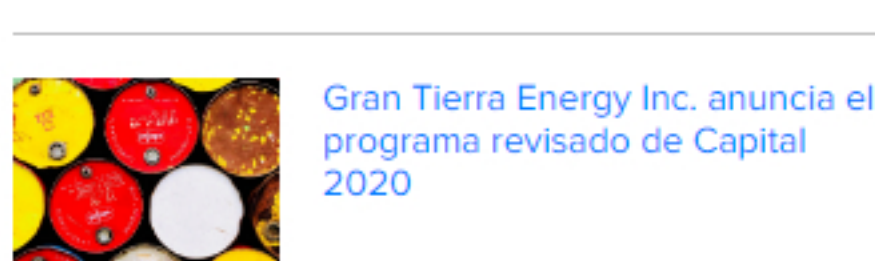 Gran Tierra Energy Inc. anuncia el
programa revisado de Capital
2020